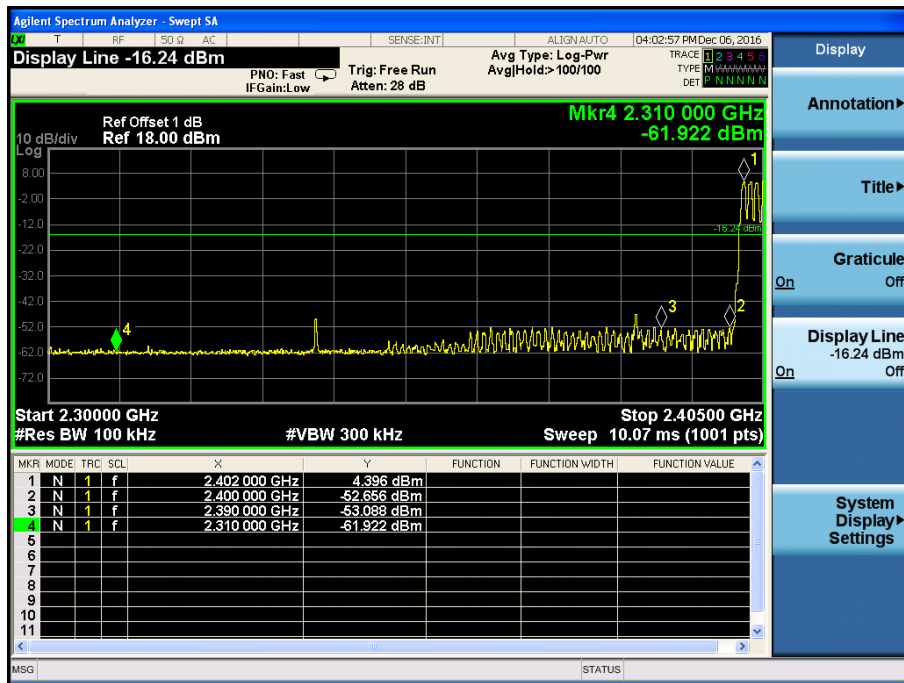 Agilent Spectrum Analyzer - Swept SA
LXI T RF 50 Ω AC SENSE:INT ALIGN AUTO 04:02:57 PM Dec 06, 2016
Display Line -16.24 dBm
PNO: Fast
IFGain:Low
Trig: Free Run
Atten: 28 dB
Avg Type: Log-Pwr
Avg|Hold:> 100/100
TRACE 1 2 3 4 5 6
TYPE M
DET P N N N N N
Mkr4 2.310 000 GHz
-61.922 dBm
Ref Offset 1 dB
10 dB/div Ref 18.00 dBm
Log
8.00
-2.00
-12.0
-22.0
-32.0
-42.0
-52.0
-62.0
-72.0
1
-16.24 dBm
3
2
4
Start 2.30000 GHz Stop 2.40500 GHz
#Res BW 100 kHz #VBW 300 kHz Sweep 10.07 ms (1001 pts)
MKR MODE TRC SCL X Y FUNCTION FUNCTION WIDTH FUNCTION VALUE
1 N 1 f 2.402 000 GHz 4.396 dBm
2 N 1 f 2.400 000 GHz -52.656 dBm
3 N 1 f 2.390 000 GHz -53.088 dBm
4 N 1 f 2.310 000 GHz -61.922 dBm
5
6
7
8
9
10
11
MSG STATUS
Display
Annotation
Title
Graticule
On Off
Display Line
-16.24 dBm
On Off
System
Display
Settings